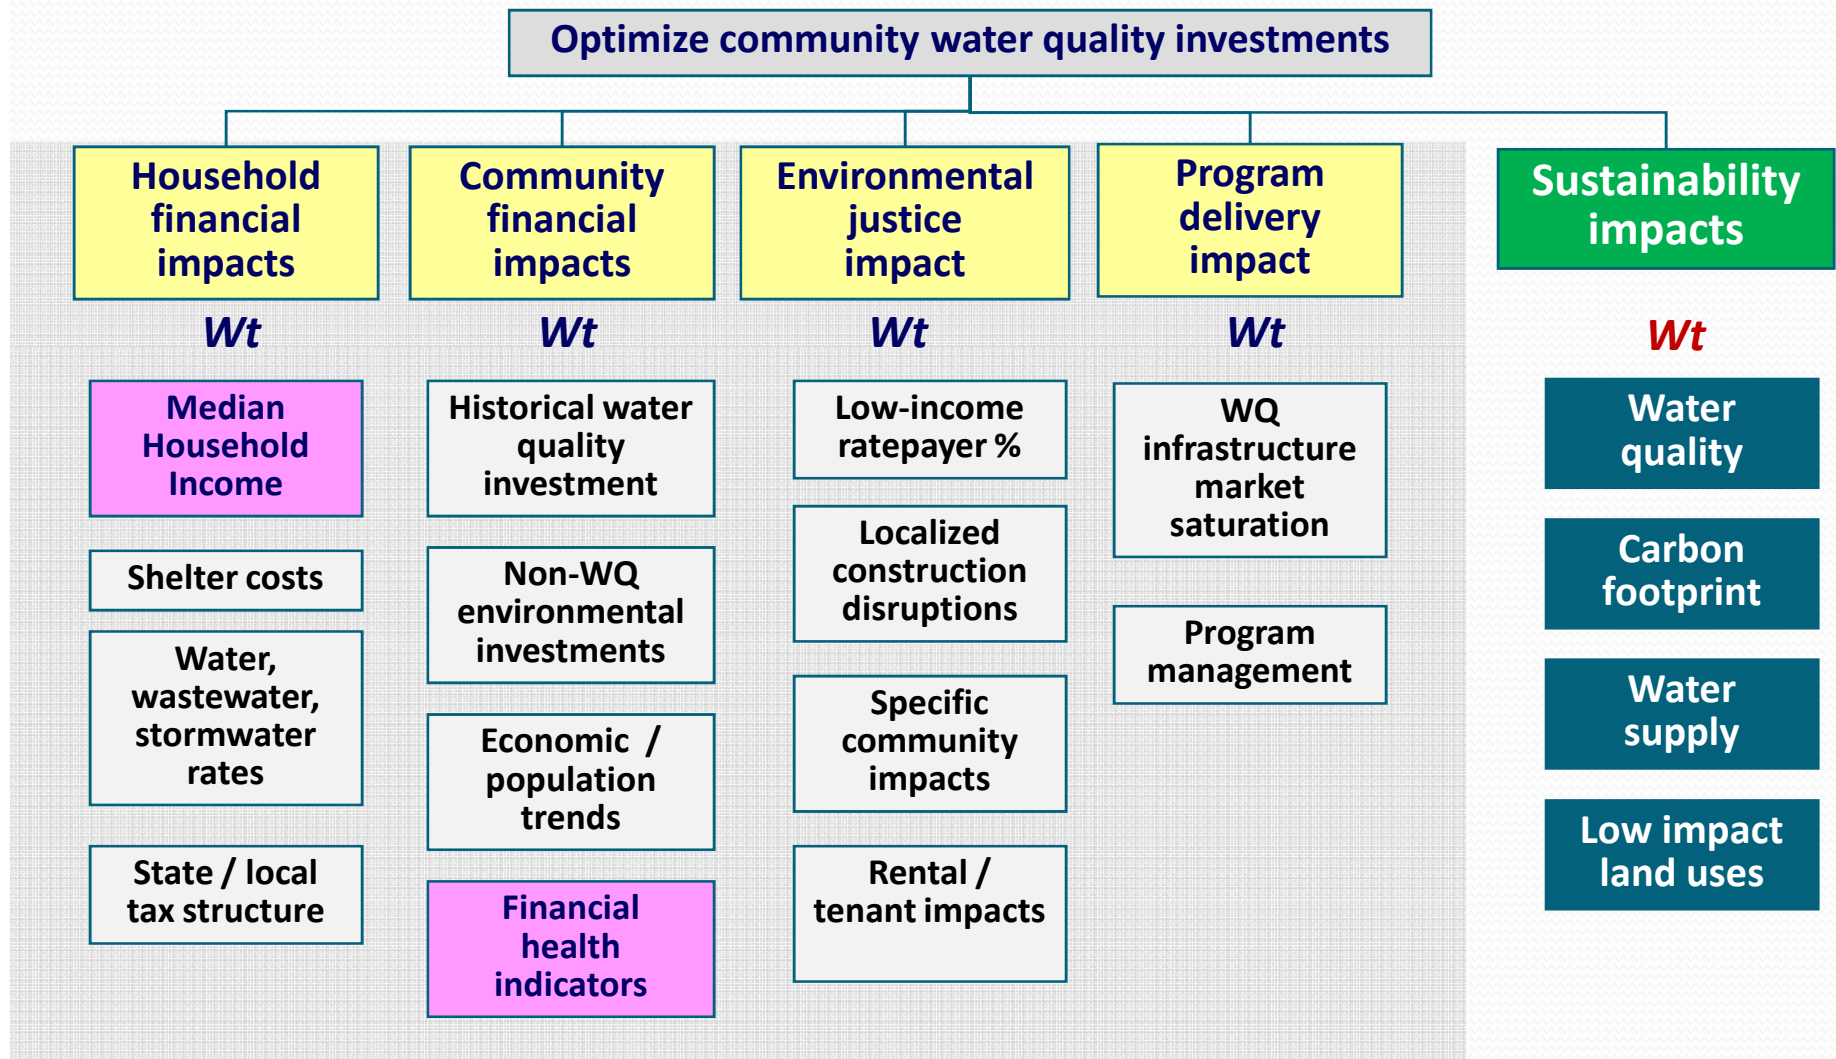 Optimize community water quality investments
Household
financial
impacts
Wt
Median
Household
Income
Shelter costs
Water,
wastewater,
stormwater
rates
State / local
tax structure
Community
financial
impacts
Wt
Historical water
quality
investment
Non-WQ
environmental
investments
Economic / 
population
trends
Financial
health
indicators
Environmental
justice
impact
Wt
Low-income
ratepayer %
Localized
construction
disruptions
Specific
community
impacts
Rental /
tenant impacts
Program
delivery
impact
Wt
WQ
infrastructure
market
saturation
Program
management
Sustainability
impacts
Wt
Water
quality
Carbon
footprint
Water
supply
Low impact
land uses